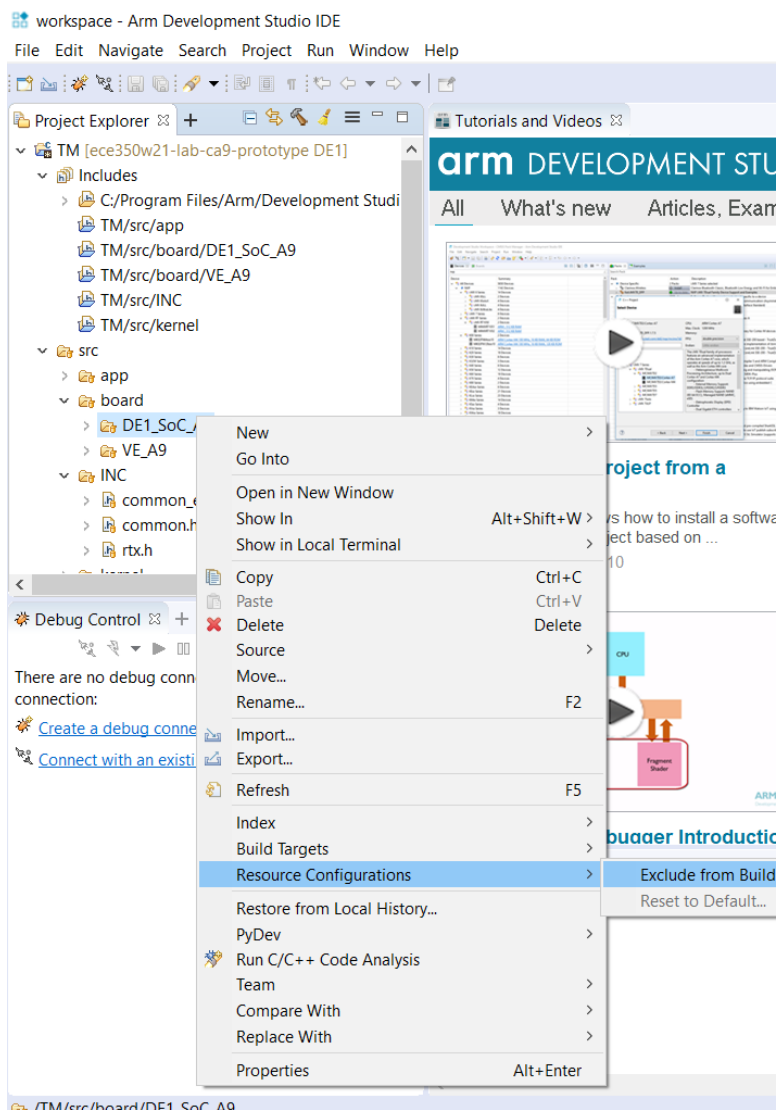 workspace - Arm Development Studio IDE
File Edit Navigate Search Project Run Window Help
Project Explorer
TM [ece350w21-lab-ca9-prototype DE1]
Includes
C:/Program Files/Arm/Development Studi
TM/src/app
TM/src/board/DE1_SoC_A9
TM/src/board/VE_A9
TM/src/INC
TM/src/kernel
src
app
board
DE1_SoC_
VE_A9
INC
common_
common.h
rtx.h
Debug Control
There are no debug conn
connection:
Create a debug conne
Connect with an existi
Tutorials and Videos
arm DEVELOPMENT STU
All What's new Articles, Exam
roject from a
vs how to install a softwa
ject based on ...
10
CPU
Fragment
Shader
ARM
bugger Introductio
New
Go Into
Open in New Window
Show In Alt+Shift+W
Show in Local Terminal
Copy Ctrl+C
Paste Ctrl+V
Delete Delete
Source
Move...
Rename... F2
Import...
Export...
Refresh F5
Index
Build Targets
Resource Configurations
Exclude from Build
Reset to Default...
Restore from Local History...
PyDev
Run C/C++ Code Analysis
Team
Compare With
Replace With
Properties Alt+Enter
/TM/src/board/DE1_SoC_A9